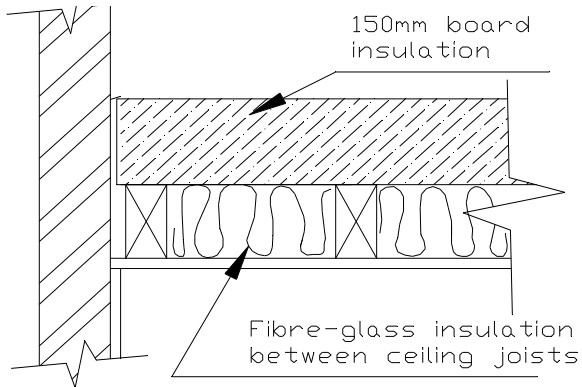 150mm board
insulation
Fibre-glass insulation
between ceiling joists